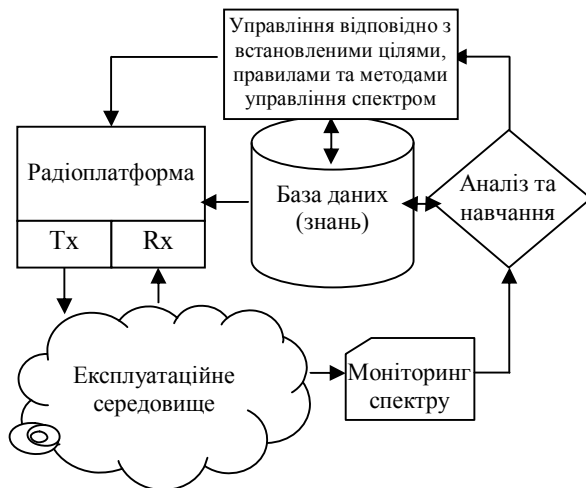 Управління відповідно з
встановленими цілями,
правилами та методами
управління спектром
Радіоплатформа
Tx
Rx
База даних
(знань)
Аналіз та
навчання
Експлуатаційне
середовище
Моніторинг
спектру